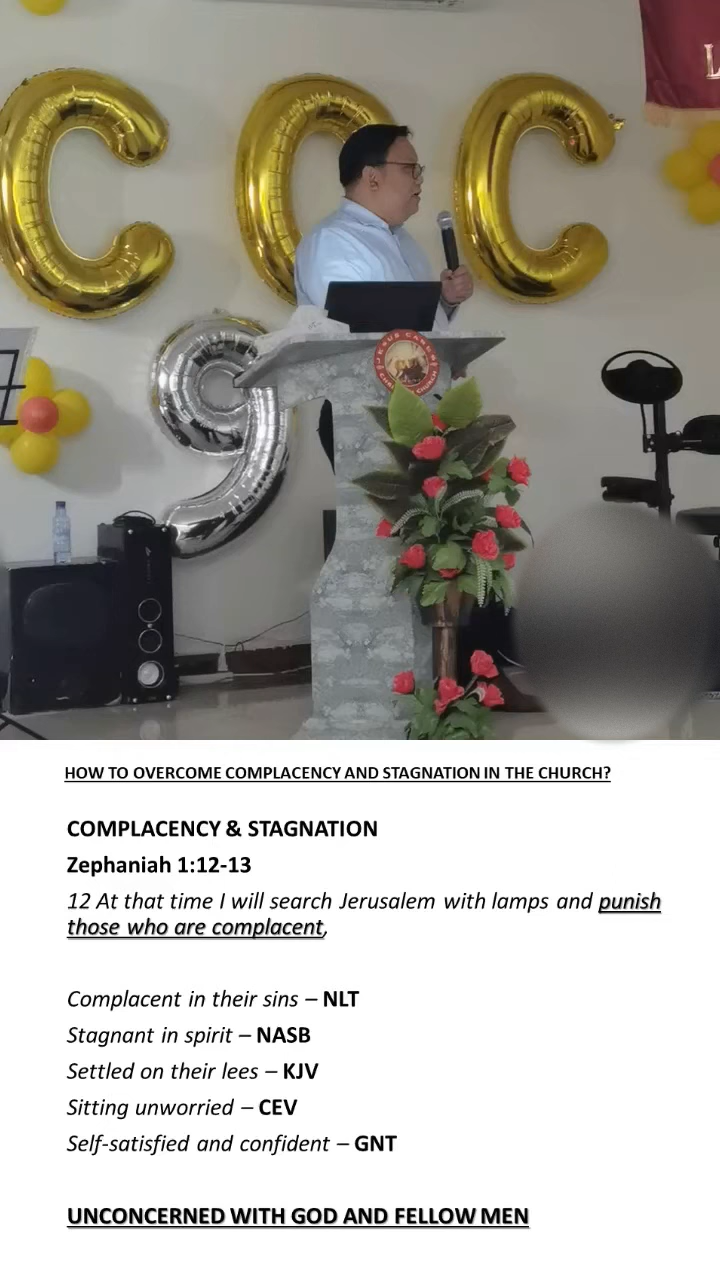 C C C
L
9
JESUS CARES
HOW TO OVERCOME COMPLACENCY AND STAGNATION IN THE CHURCH?
COMPLACENCY & STAGNATION
Zephaniah 1:12-13
12 At that time I will search Jerusalem with lamps and punish
those who are complacent,
Complacent in their sins – NLT
Stagnant in spirit – NASB
Settled on their lees – KJV
Sitting unworried – CEV
Self-satisfied and confident – GNT
UNCONCERNED WITH GOD AND FELLOW MEN